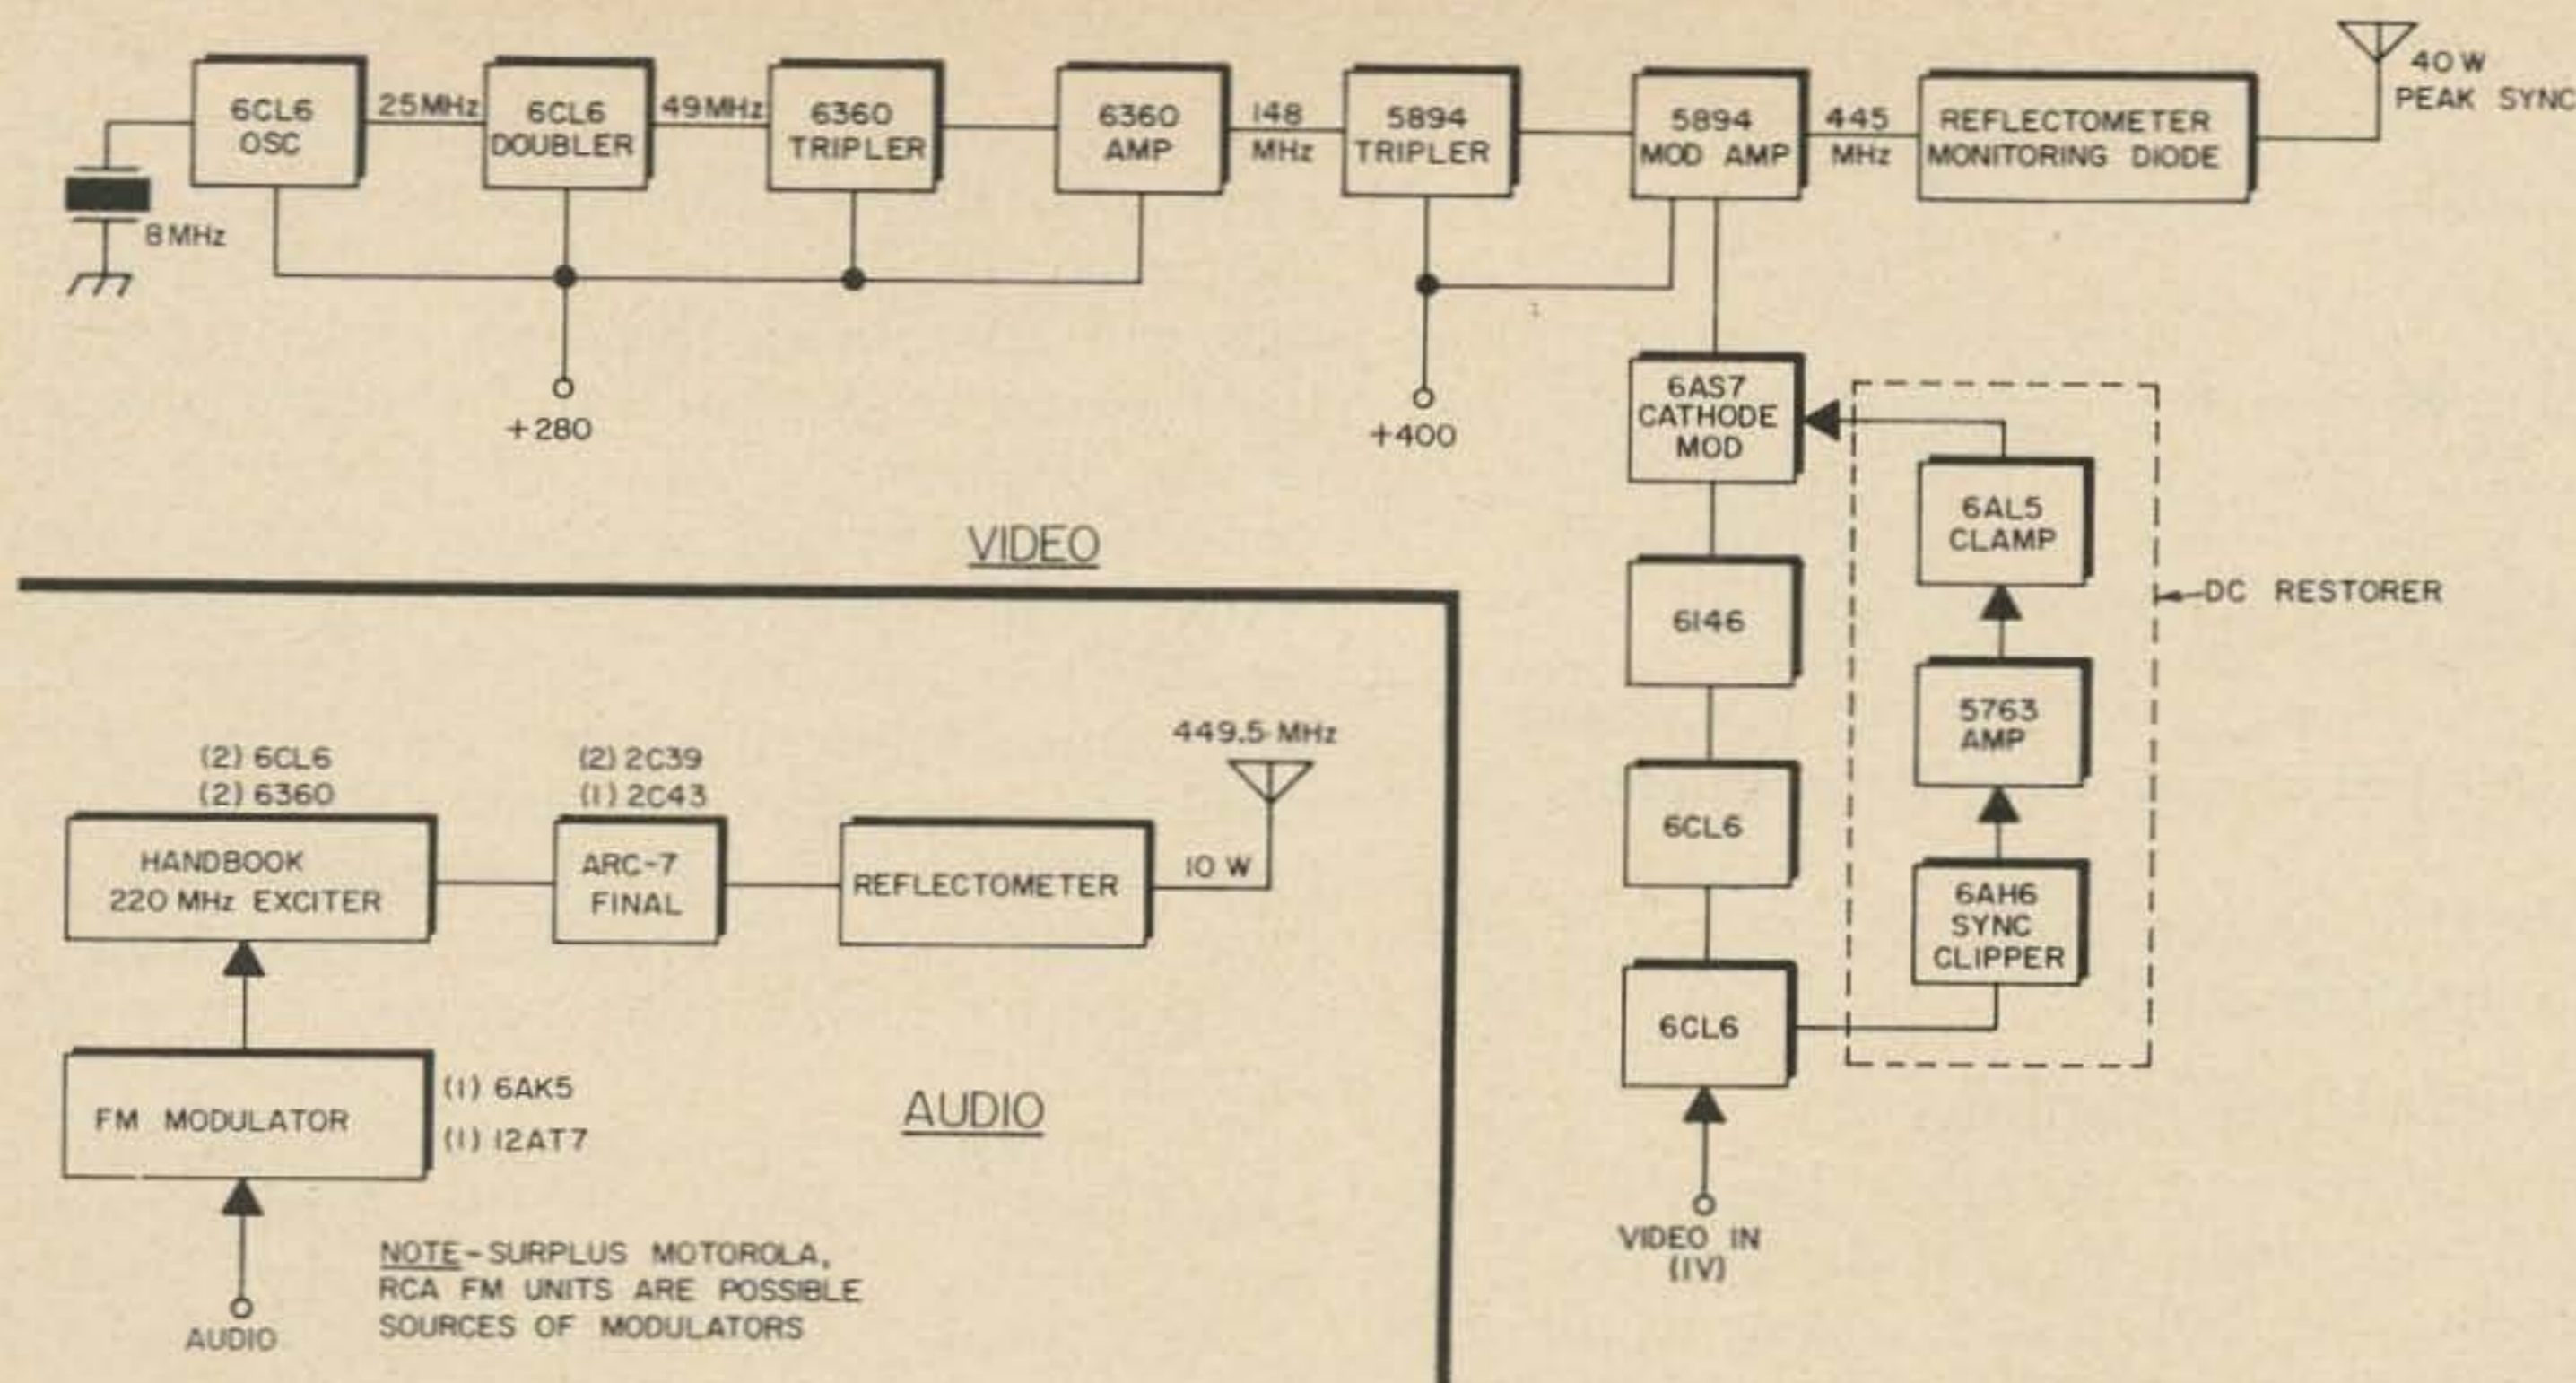 6CL6
OSC
25MHz
6CL6
DOUBLER
49MHz
6360
TRIPLER
6360
AMP
148
MHz
5894
TRIPLER
5894
MOD AMP
445
MHz
REFLECTOMETER
MONITORING DIODE
40W
PEAK SYNC
8MHz
+280
+400
6AS7
CATHODE
MOD
6AL5
CLAMP
DC RESTORER
6146
5763
AMP
6CL6
6AH6
SYNC
CLIPPER
6CL6
VIDEO IN
(1V)
VIDEO
(2) 6CL6
(2) 6360
HANDBOOK
220 MHz EXCITER
(2) 2C39
(1) 2C43
ARC-7
FINAL
REFLECTOMETER
10 W
449.5 MHz
FM MODULATOR
(1) 6AK5
(1) 12AT7
AUDIO
AUDIO
NOTE-SURPLUS MOTOROLA,
RCA FM UNITS ARE POSSIBLE
SOURCES OF MODULATORS